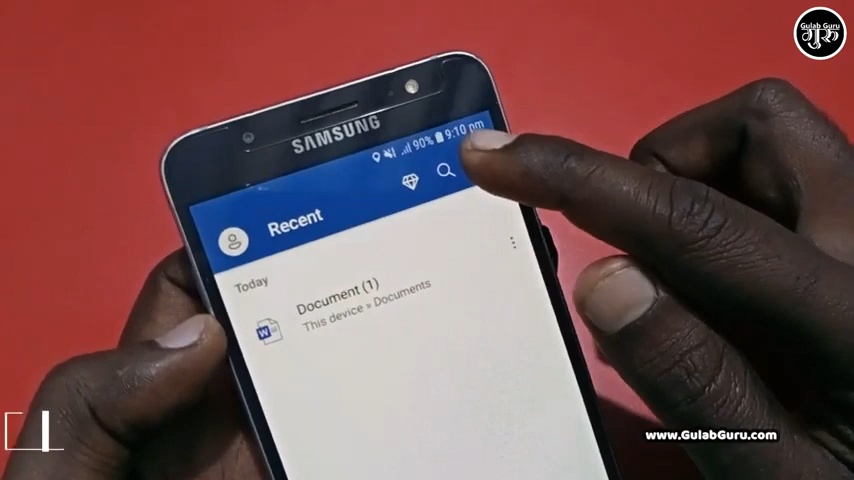 Gulab Guru
गुरु
SAMSUNG
90% 9:10 pm
Recent
Today
Document (1)
This device » Documents
W
www.GulabGuru.com